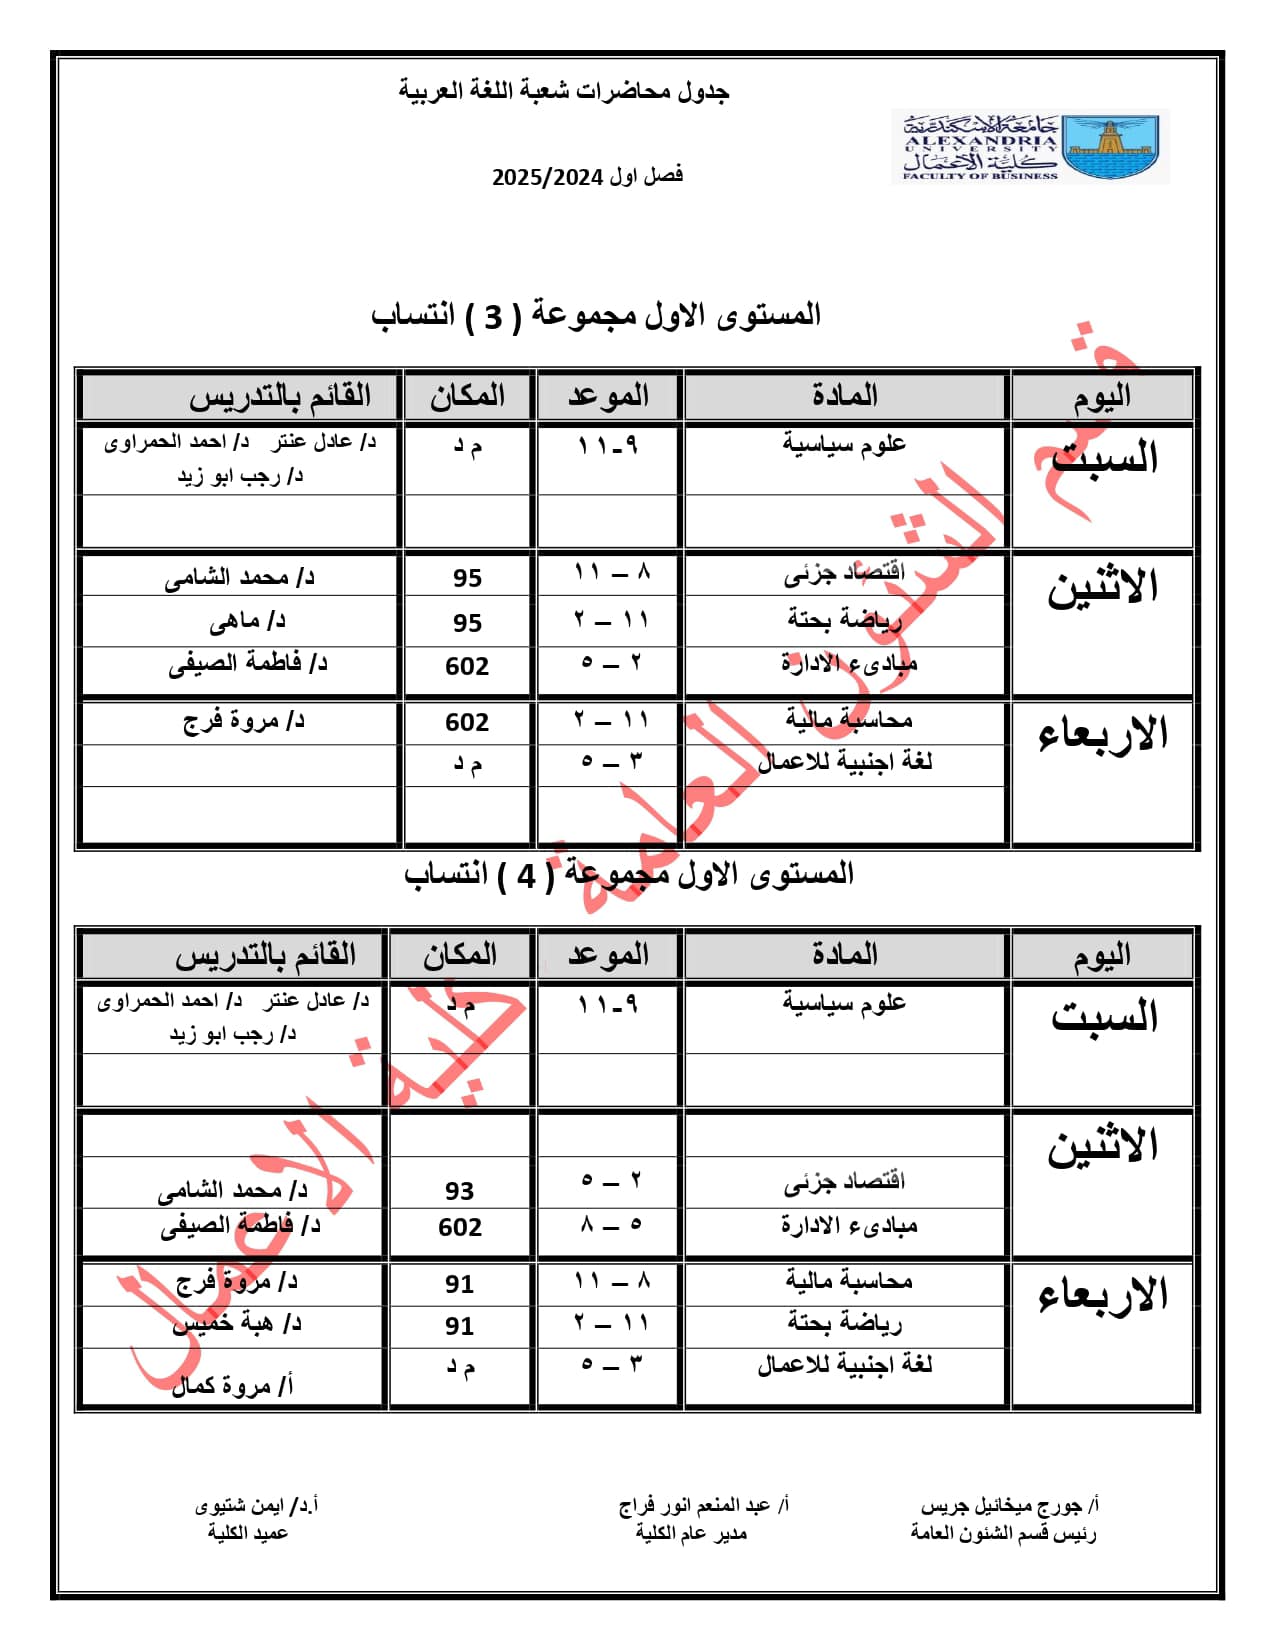 جدول محاضرات شعبة اللغة العربية
جامعة الإسكندرية
ALEXANDRIA
UNIVERSITY
كلية الأعمال
FACULTY OF BUSINESS
فصل اول 2025/2024
المستوى الاول مجموعة ( 3 ) انتساب
اليوم المادة الموعد المكان القائم بالتدريس
السبت علوم سياسية ٩-١١ م د د/ عادل عنتر د/ احمد الحمراوى
د/ رجب ابو زيد
الاثنين اقتصاد جزئى ٨ – ١١ 95 د/ محمد الشامى
رياضة بحتة ١١ – ٢ 95 د/ ماهى
مبادىء الادارة ٢ – ٥ 602 د/ فاطمة الصيفى
الاربعاء محاسبة مالية ١١ – ٢ 602 د/ مروة فرج
لغة اجنبية للاعمال ٣ – ٥ م د
المستوى الاول مجموعة ( 4 ) انتساب
اليوم المادة الموعد المكان القائم بالتدريس
السبت علوم سياسية ٩-١١ م د د/ عادل عنتر د/ احمد الحمراوى
د/ رجب ابو زيد
الاثنين اقتصاد جزئى ٢ – ٥ 93 د/ محمد الشامى
مبادىء الادارة ٥ – ٨ 602 د/ فاطمة الصيفى
الاربعاء محاسبة مالية ٨ – ١١ 91 د/ مروة فرج
رياضة بحتة ١١ – ٢ 91 د/ هبة خميس
لغة اجنبية للاعمال ٣ – ٥ م د أ/ مروة كمال
قسم الشئون العامة كلية الاعمال
أ/ جورج ميخائيل جريس أ/ عبد المنعم انور فراج أ.د/ ايمن شتيوى
رئيس قسم الشئون العامة مدير عام الكلية عميد الكلية